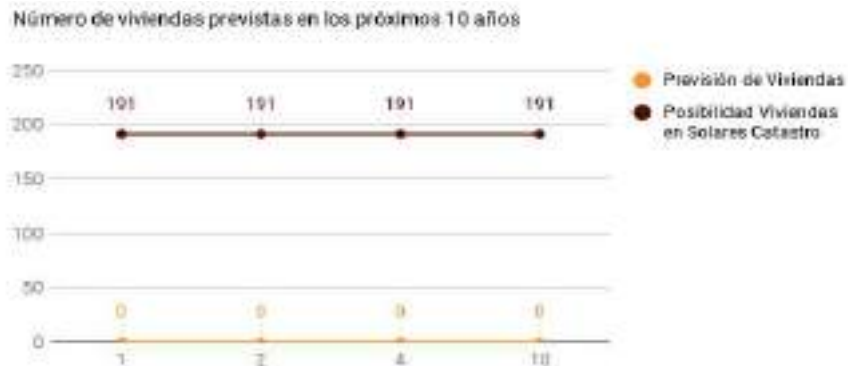 Número de viviendas previstas en los próximos 10 años
250
200
150
100
50
0
191 191 191 191
0 0 0 0
1 2 4 10
Previsión de Viviendas
Posibilidad Viviendas
en Solares Catastro